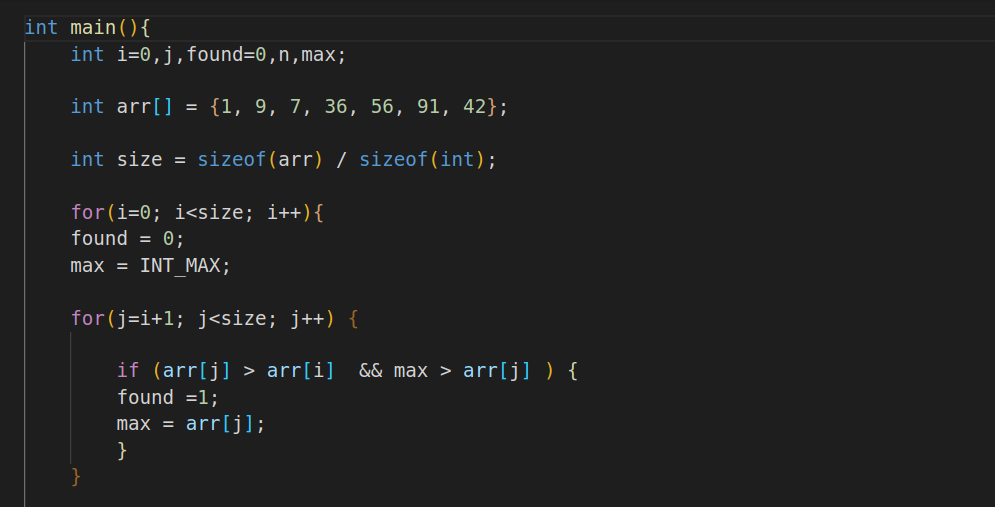 int main(){
int i=0,j,found=0,n,max;
int arr[] = {1, 9, 7, 36, 56, 91, 42};
int size = sizeof(arr) / sizeof(int);
for(i=0; i<size; i++){
found = 0;
max = INT_MAX;
for(j=i+1; j<size; j++) {
if (arr[j] > arr[i]  && max > arr[j] ) {
found =1;
max = arr[j];
}
}